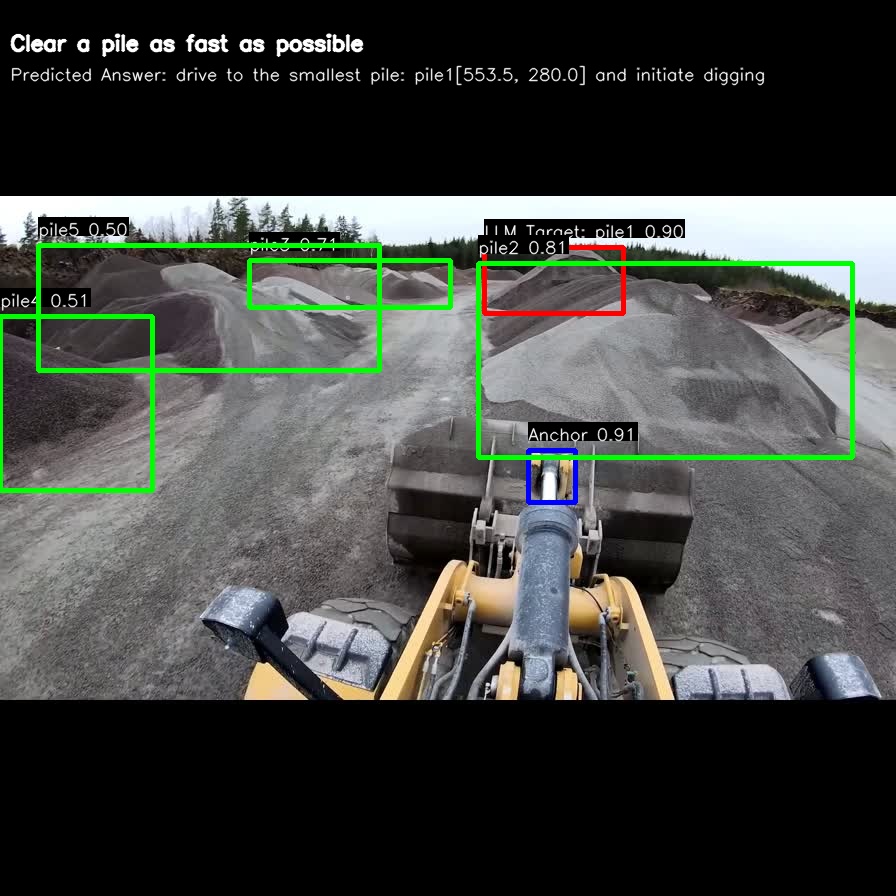 Clear a pile as fast as possible
Predicted Answer: drive to the smallest pile: pile1[553.5, 280.0] and initiate digging
pile5 0.50
LLM Target: pile1 0.90
pile3 0.71
pile2 0.81
pile4 0.51
Anchor 0.91